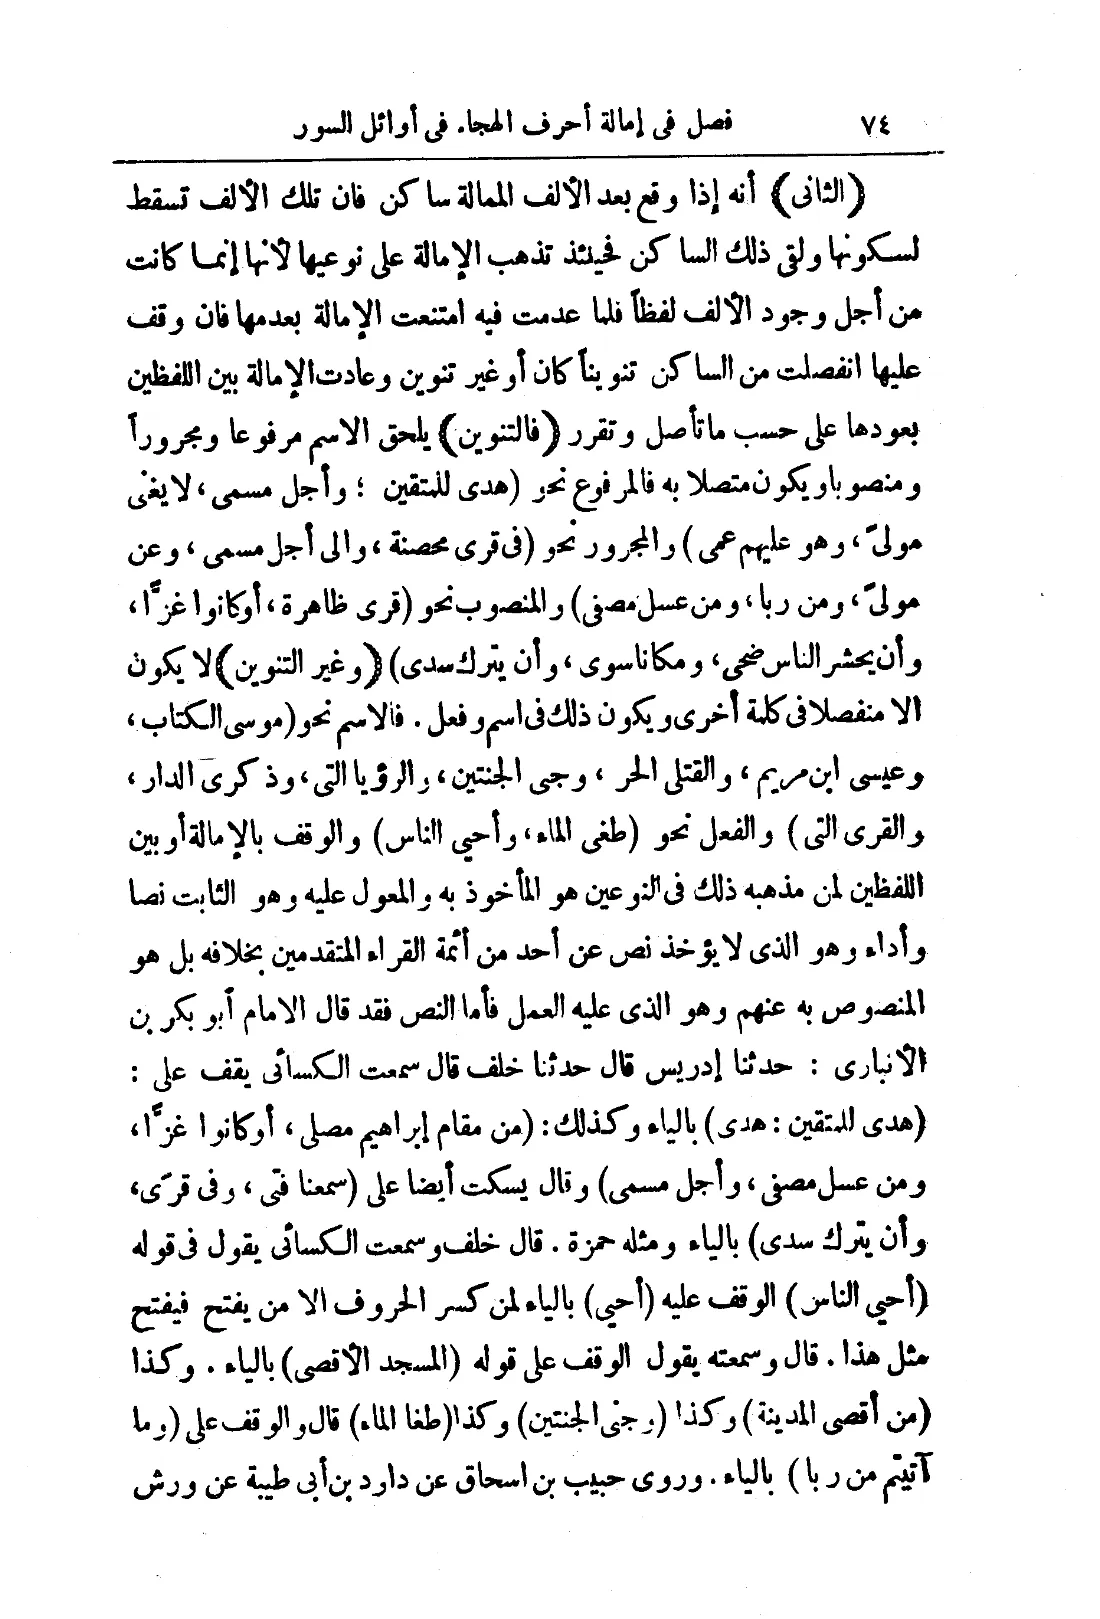 ٧٤ فصل فى إمالة أحرف الهجاء فى أوائل السور
(الثانى) أنه إذا وقع بعد الألف الممالة ساكن فان تلك الألف تسقط
لسكونها ولقى ذلك الساكن فحينئذ تذهب الإمالة على نوعيها لأنها إنما كانت
من أجل وجود الألف لفظاً فلما عدمت فيه امتنعت الإمالة بعدمها فان وقف
عليها انفصلت من الساكن تنويناً كان أو غير تنوين وعادت الإمالة بين اللفظين
بعودها على حسب ماتأصل وتقرر (فالتنوين) يلحق الاسم مرفوعا ومجروراً
ومنصوبا ويكون متصلا به فالمرفوع نحو (هدى للمتقين ؛ وأجل مسمى، لا يغنى
مولىً، وهو عليهم عمى) والمجرور نحو (فى قرى محصنة، والى أجل مسمى، وعن
مولىً، ومن ربا، ومن عسل مصفى) والمنصوب نحو (قرى ظاهرة، أوكانوا غزًّا،
وأن يحشر الناس ضحى، ومكانا سوى، وأن يترك سدى) (وغير التنوين) لا يكون
الا منفصلا فى كلمة أخرى ويكون ذلك فى اسم وفعل. فالاسم نحو (موسى الكتاب،
وعيسى ابن مريم، والقتلى الحر، وجنى الجنتين، والرؤيا التى، وذكرى الدار،
والقرى التى) والفعل نحو (طغى الماء، وأحيي الناس) والوقف بالإمالة أو بين
اللفظين لمن مذهبه ذلك فى النوعين هو المأخوذ به والمعول عليه وهو الثابت نصا
وأداء وهو الذى لا يؤخذ نص عن أحد من أئمة القراء المتقدمين بخلافه بل هو
المنصوص به عنهم وهو الذى عليه العمل فأما النص فقد قال الامام أبو بكر بن
الأنبارى : حدثنا إدريس قال حدثنا خلف قال سمعت الكسائى يقف على :
(هدى للمتقين : هدى) بالياء وكذلك: (من مقام إبراهيم مصلى، أوكانوا غزًّا،
ومن عسل مصفى، وأجل مسمى) وقال يسكت أيضا على (سمعنا فتى، وفى قرًى،
وأن يترك سدى) بالياء ومثله حمزة. قال خلف وسمعت الكسائى يقول فى قوله
(أحيي الناس) الوقف عليه (أحيي) بالياء لمن كسر الحروف الا من يفتح فيفتح
مثل هذا. قال وسمعته يقول الوقف على قوله (المسجد الأقصى) بالياء. وكذا
(من أقصى المدينة) وكذا (وجنى الجنتين) وكذا (طغا الماء) قال والوقف على (وما
آتيتم من ربا) بالياء. وروى حبيب بن اسحاق عن داود بن أبى طيبة عن ورش